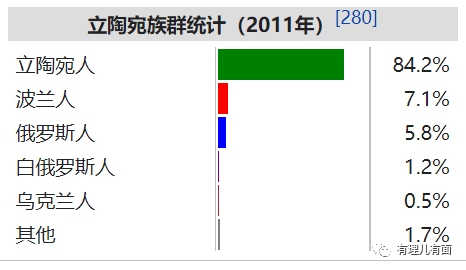 立陶宛族群统计（2011年）[280]
立陶宛人 84.2%
波兰人 7.1%
俄罗斯人 5.8%
白俄罗斯人 1.2%
乌克兰人 0.5%
其他 1.7%
有理儿有面